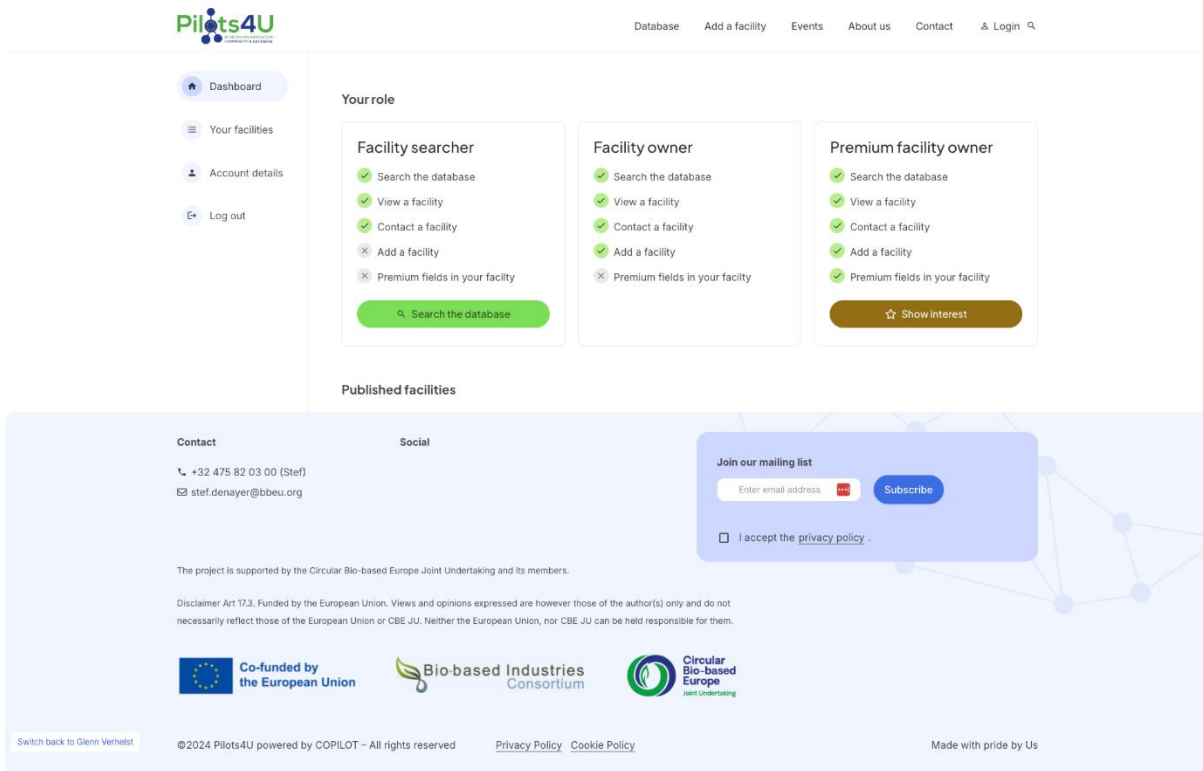 Pilots4U
COMMUNITY & DATABASE
Database Add a facility Events About us Contact Login
Dashboard
Your facilities
Account details
Log out
Your role
Facility searcher
Search the database
View a facility
Contact a facility
Add a facility
Premium fields in your facilty
Search the database
Facility owner
Search the database
View a facility
Contact a facility
Add a facility
Premium fields in your facilty
Premium facility owner
Search the database
View a facility
Contact a facility
Add a facility
Premium fields in your facilty
Show interest
Published facilities
Contact
+32 475 82 03 00 (Stef)
stef.denayer@bbeu.org
Social
Join our mailing list
Enter email address
Subscribe
I accept the privacy policy .
The project is supported by the Circular Bio-based Europe Joint Undertaking and its members.
Disclaimer Art 17.3. Funded by the European Union. Views and opinions expressed are however those of the author(s) only and do not
necessarily reflect those of the European Union or CBE JU. Neither the European Union, nor CBE JU can be held responsible for them.
Co-funded by
the European Union
Bio-based Industries
Consortium
Circular
Bio-based
Europe
Joint Undertaking
Switch back to Glenn Verhelst
©2024 Pilots4U powered by COPILOT – All rights reserved Privacy Policy Cookie Policy Made with pride by Us